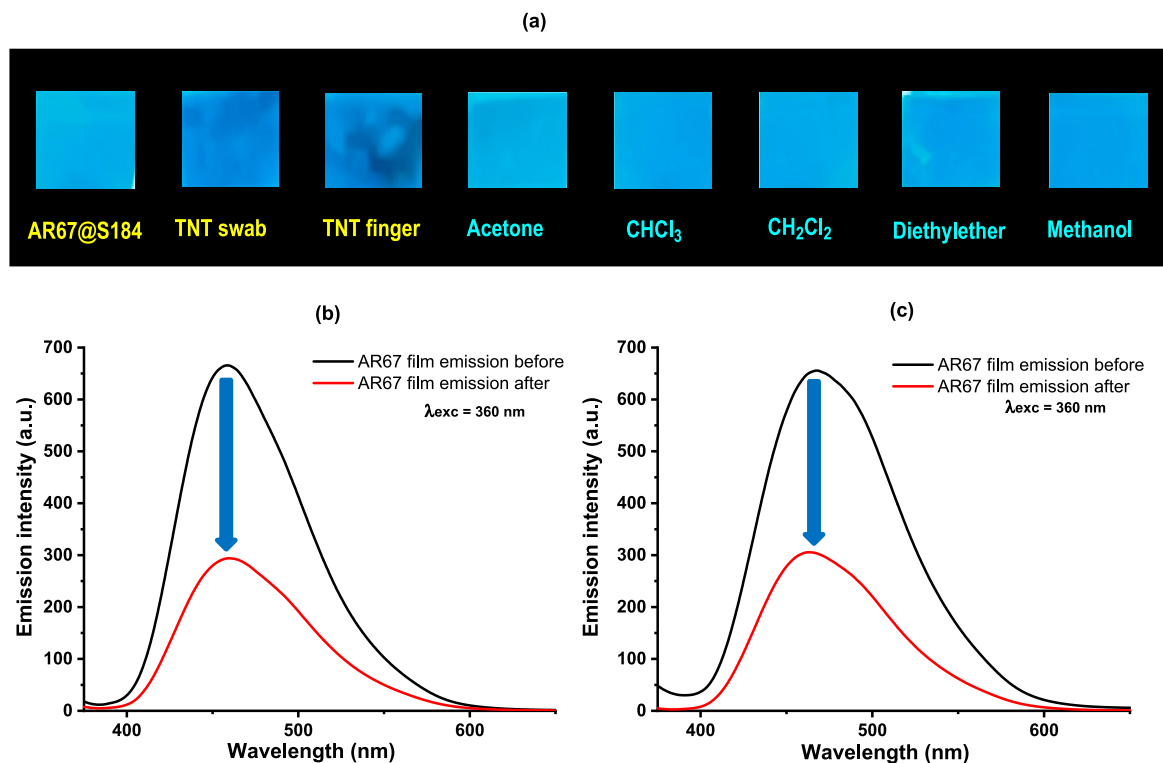 (a)
AR67@S184 TNT swab TNT finger Acetone CHCl₃ CH₂Cl₂ Diethylether Methanol
(b)
AR67 film emission before
AR67 film emission after
λexc = 360 nm
Emission intensity (a.u.)
700
600
500
400
300
200
100
0
400 500 600
Wavelength (nm)
(c)
AR67 film emission before
AR67 film emission after
λexc = 360 nm
Emission intensity (a.u.)
700
600
500
400
300
200
100
0
400 500 600
Wavelength (nm)